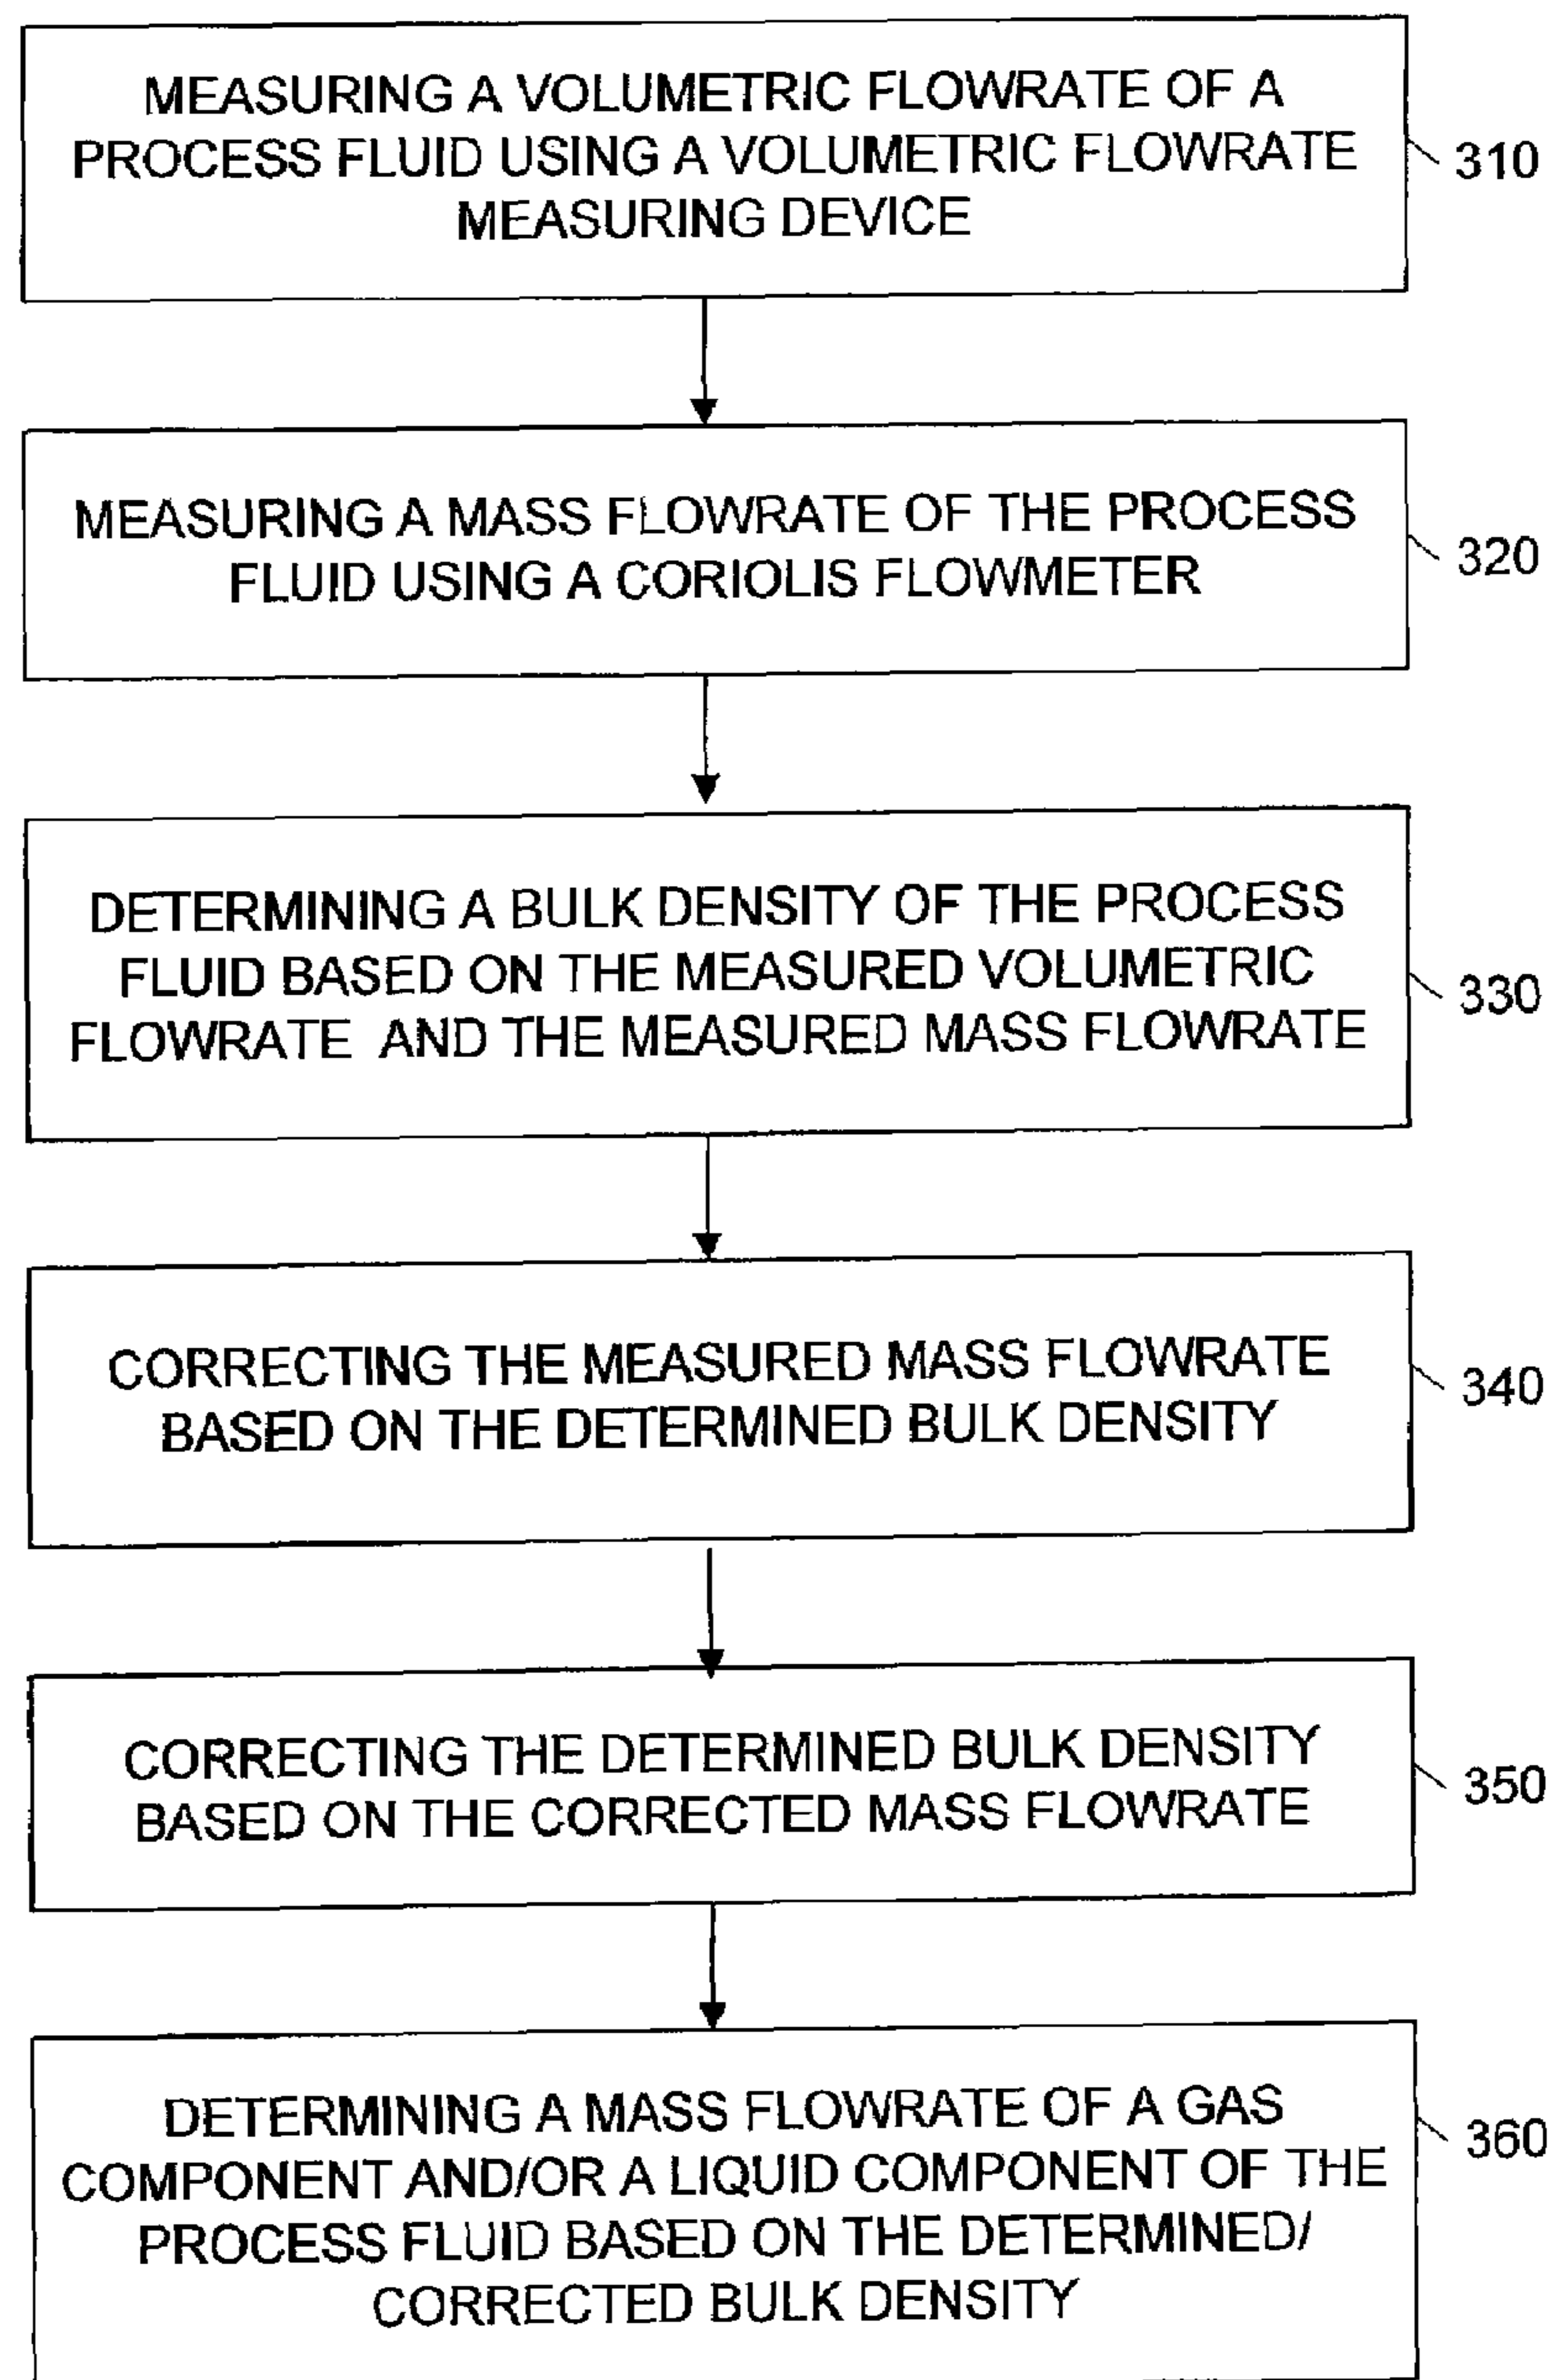 MEASURING A VOLUMETRIC FLOWRATE OF A
PROCESS FLUID USING A VOLUMETRIC FLOWRATE
MEASURING DEVICE
310
MEASURING A MASS FLOWRATE OF THE PROCESS
FLUID USING A CORIOLIS FLOWMETER
320
DETERMINING A BULK DENSITY OF THE PROCESS
FLUID BASED ON THE MEASURED VOLUMETRIC
FLOWRATE AND THE MEASURED MASS FLOWRATE
330
CORRECTING THE MEASURED MASS FLOWRATE
BASED ON THE DETERMINED BULK DENSITY
340
CORRECTING THE DETERMINED BULK DENSITY
BASED ON THE CORRECTED MASS FLOWRATE
350
DETERMINING A MASS FLOWRATE OF A GAS
COMPONENT AND/OR A LIQUID COMPONENT OF THE
PROCESS FLUID BASED ON THE DETERMINED/
CORRECTED BULK DENSITY
360